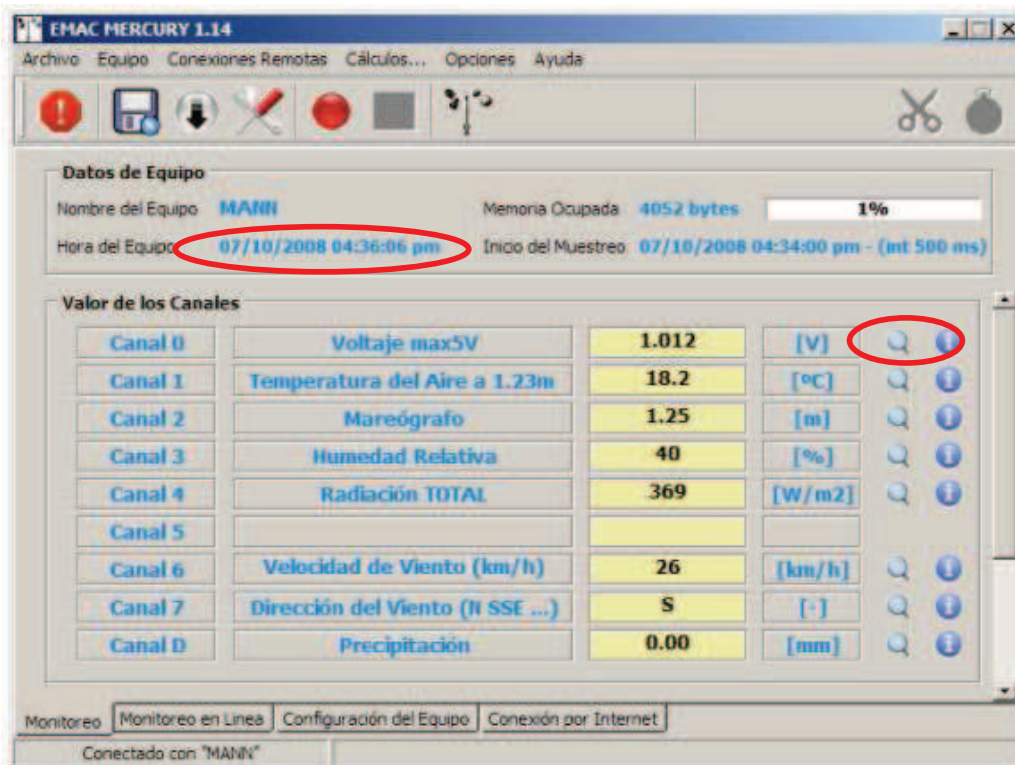 EMAC MERCURY 1.14
Archivo Equipo Conexiones Remotas Cálculos... Opciones Ayuda
Datos de Equipo
Nombre del Equipo MANN Memoria Ocupada 4052 bytes 1%
Hora del Equipo 07/10/2008 04:36:06 pm Inicio del Muestreo 07/10/2008 04:34:00 pm - (int 500 ms)
Valor de los Canales
Canal 0 Voltaje max5V 1.012 [V]
Canal 1 Temperatura del Aire a 1.23m 18.2 [ºC]
Canal 2 Mareógrafo 1.25 [m]
Canal 3 Humedad Relativa 40 [%]
Canal 4 Radiación TOTAL 369 [W/m2]
Canal 5
Canal 6 Velocidad de Viento (km/h) 26 [km/h]
Canal 7 Dirección del Viento (N SSE ...) S [-]
Canal D Precipitación 0.00 [mm]
Monitoreo Monitoreo en Linea Configuración del Equipo Conexión por Internet
Conectado con "MANN"